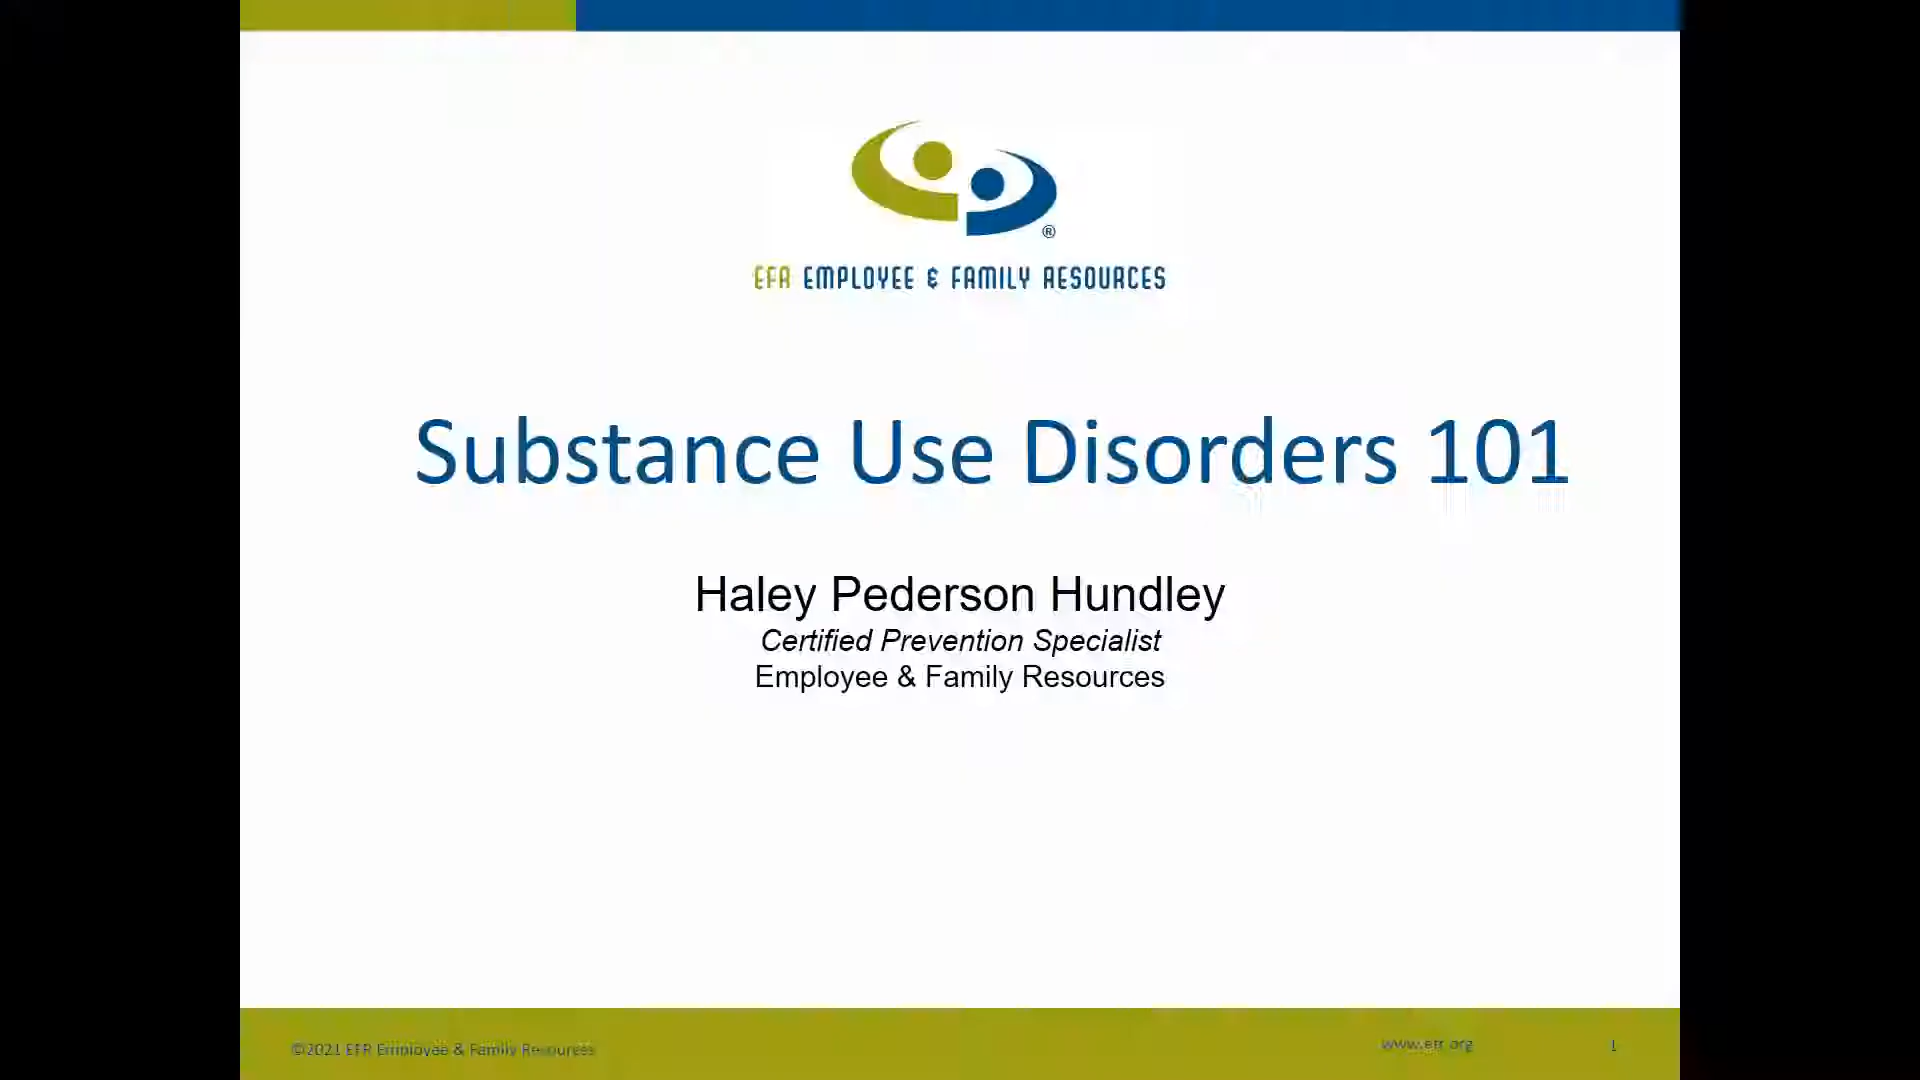 ®
EFR EMPLOYEE & FAMILY RESOURCES
Substance Use Disorders 101
Haley Pederson Hundley
Certified Prevention Specialist
Employee & Family Resources
©2021 EFR Employee & Family Resources
www.efr.org
1